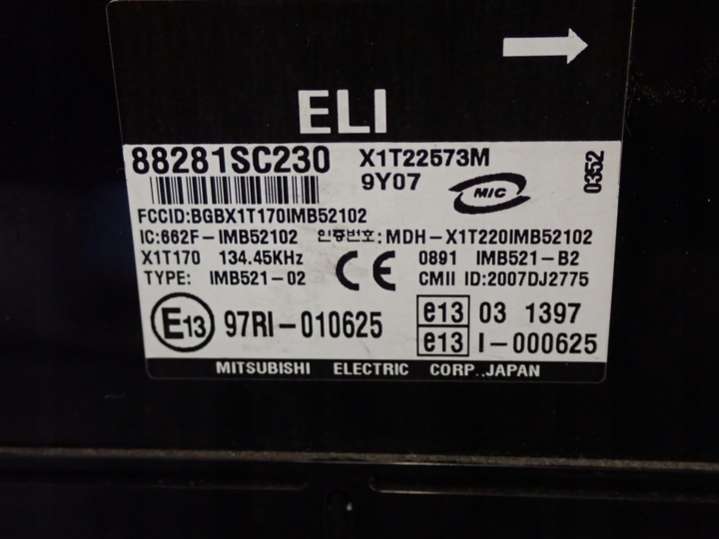 ELI
88281SC230 X1T22573M
9Y07
MIC
0352
FCCID:BGBX1T170IMB52102
IC:662F-IMB52102 인증번호:MDH-X1T220IMB52102
X1T170 134.45KHz CE 0891 IMB521-B2
TYPE: IMB521-02 CMII ID:2007DJ2775
E13 97RI-010625 e13 03 1397
e13 I-000625
MITSUBISHI ELECTRIC CORP.,JAPAN